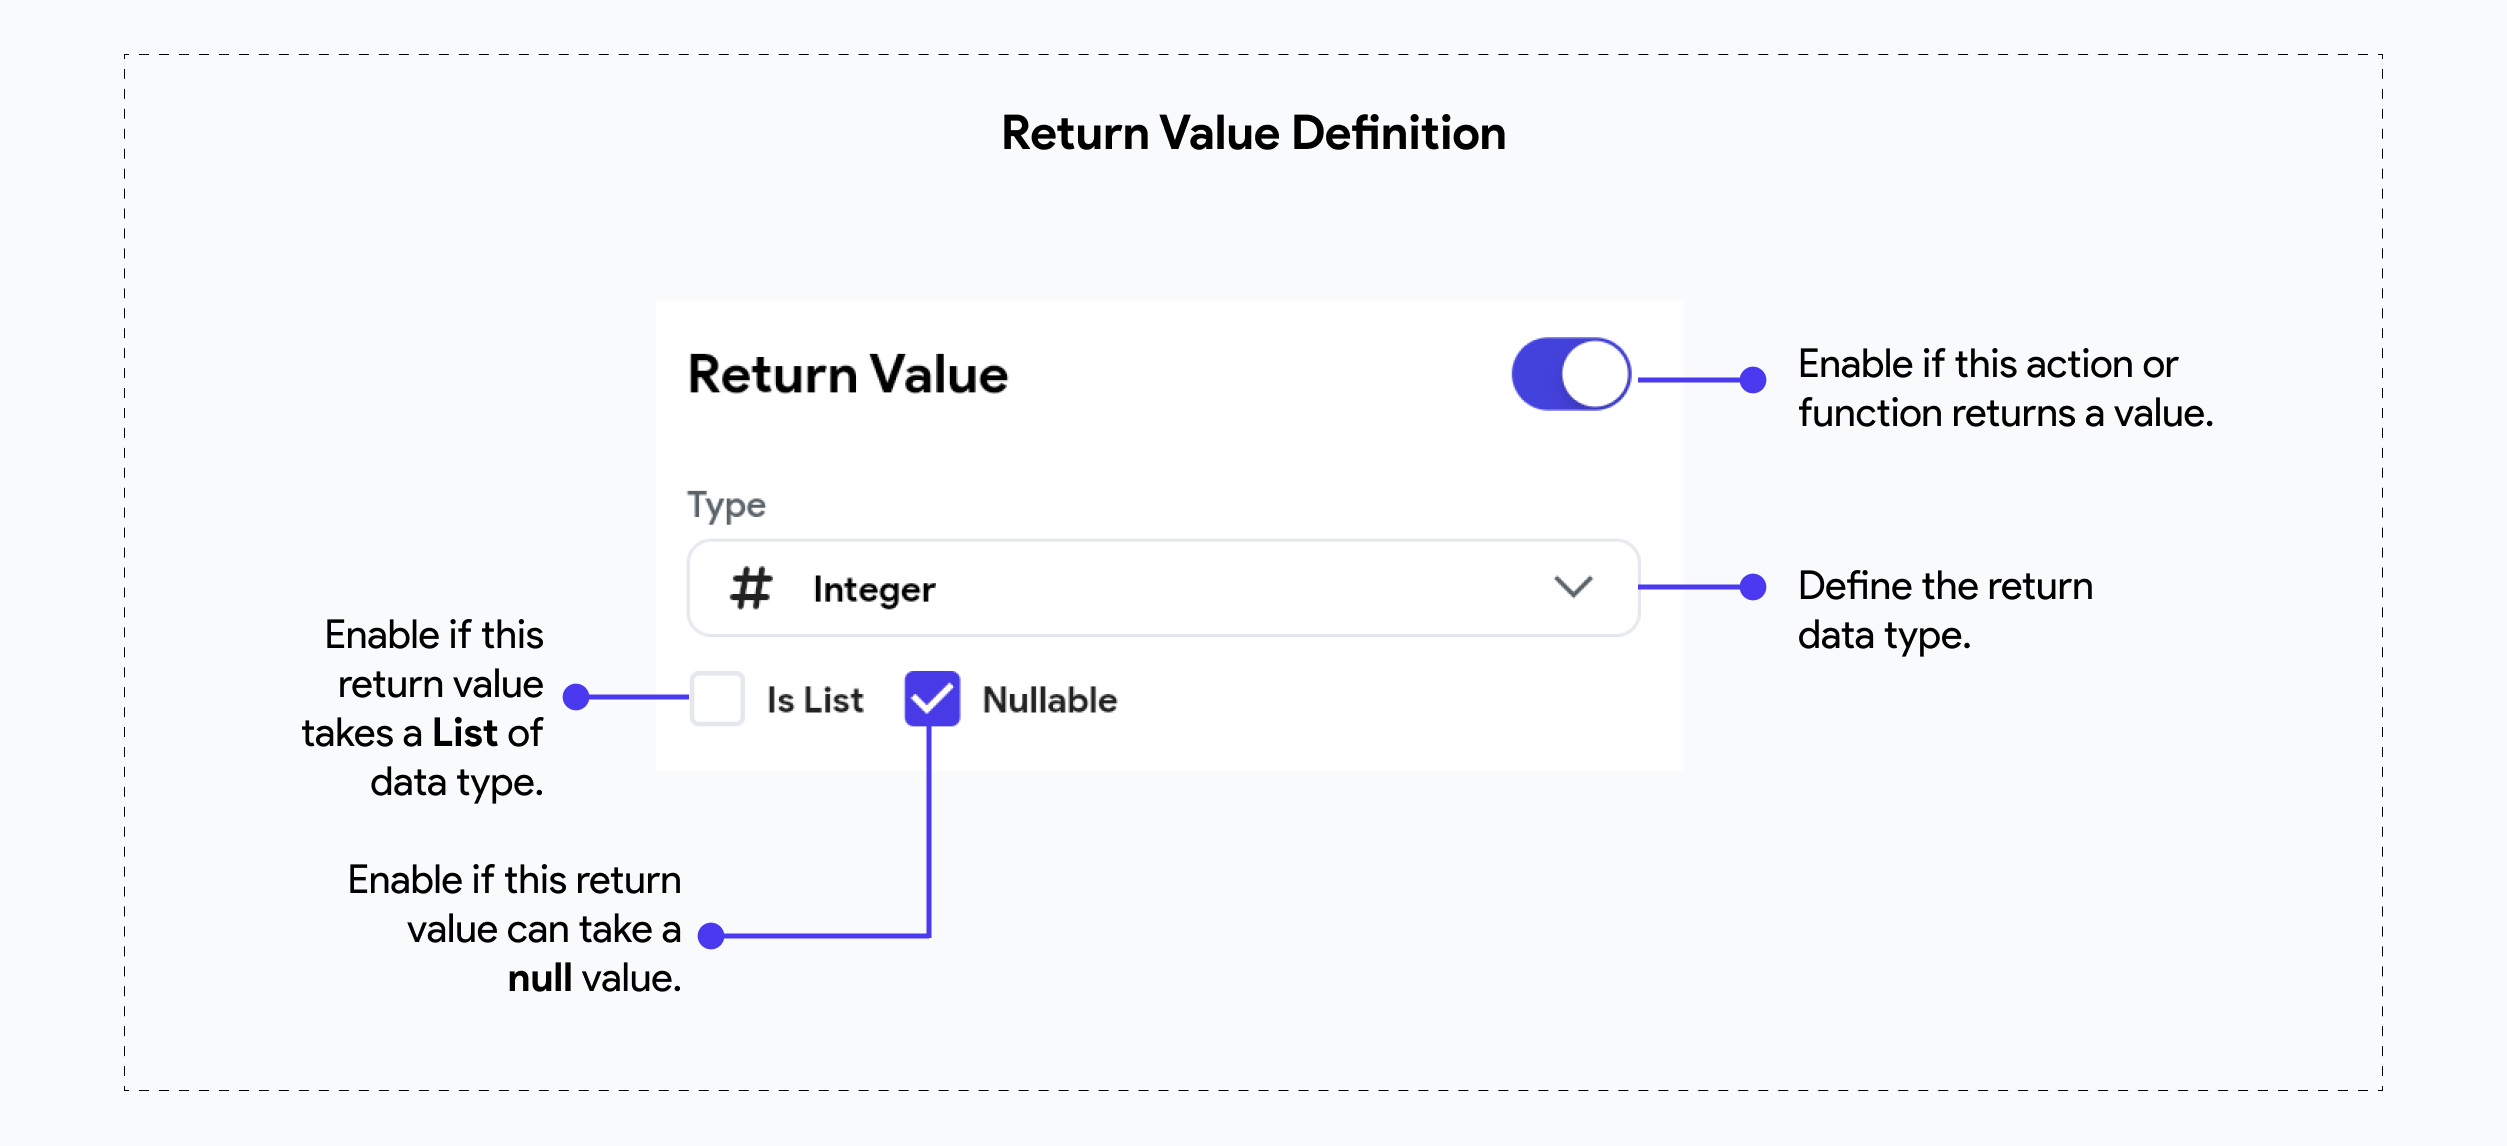 Return Value Definition
Return Value
Enable if this action or
function returns a value.
Type
# Integer
Define the return
data type.
Is List
Nullable
Enable if this
return value
takes a List of
data type.
Enable if this return
value can take a
null value.